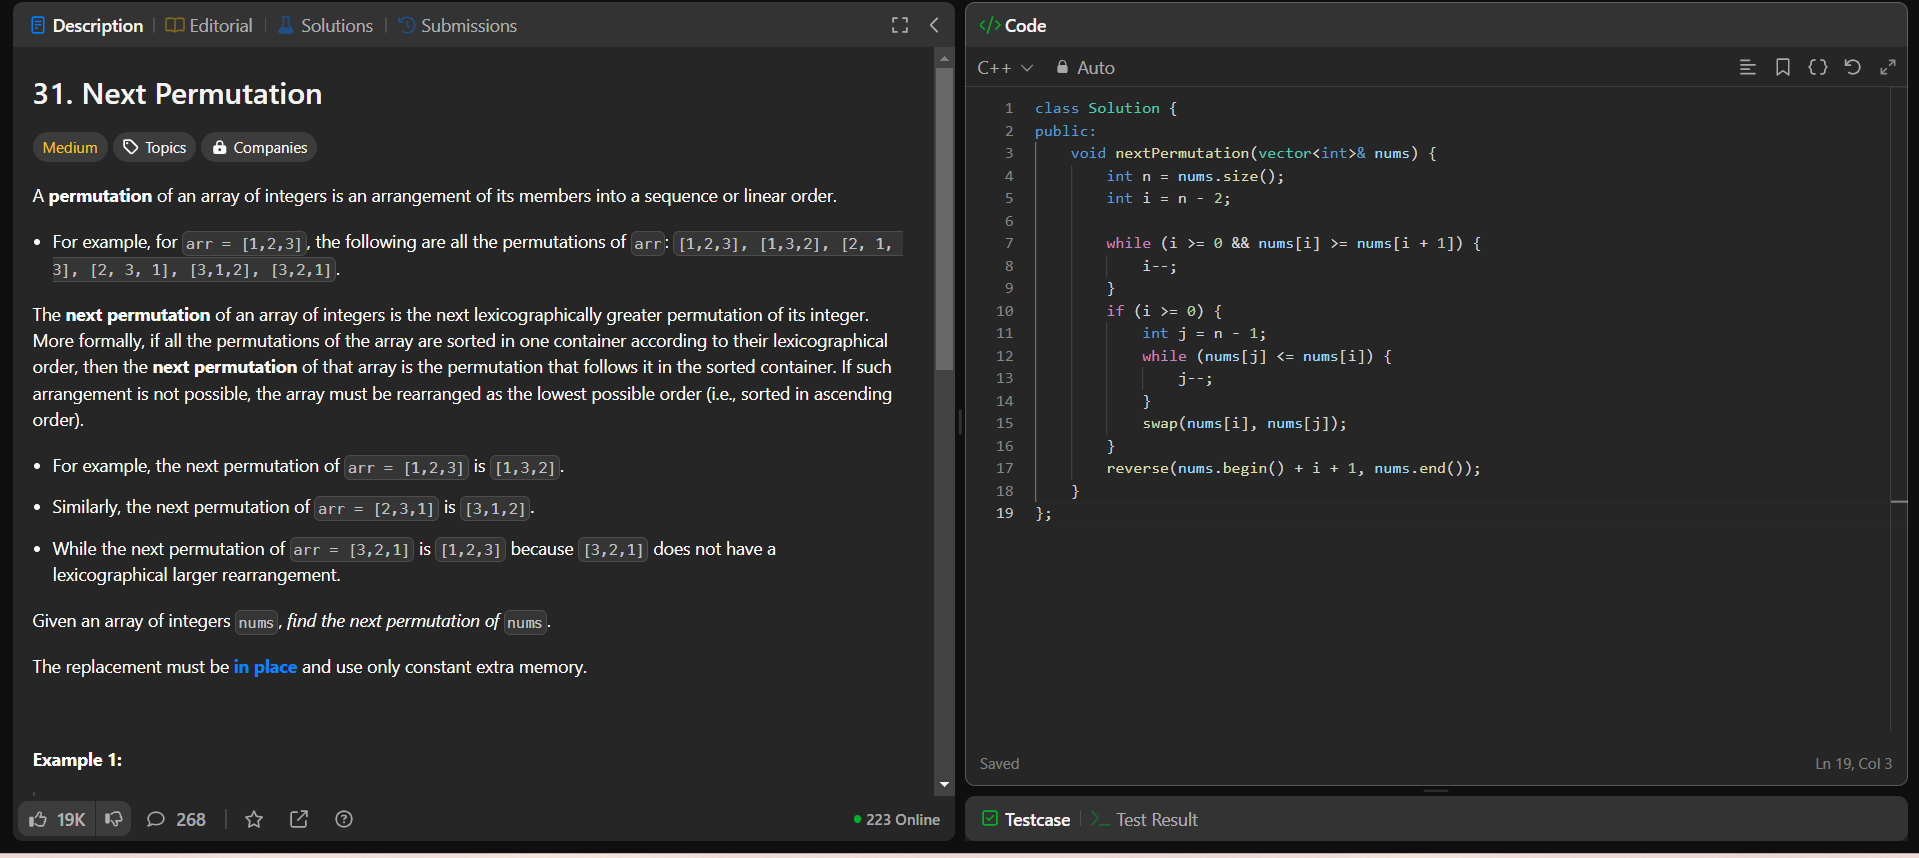 Description | Editorial | Solutions | Submissions
31. Next Permutation
Medium Topics Companies
A permutation of an array of integers is an arrangement of its members into a sequence or linear order.
• For example, for arr = [1,2,3], the following are all the permutations of arr: [1,2,3], [1,3,2], [2, 1,
3], [2, 3, 1], [3,1,2], [3,2,1].
The next permutation of an array of integers is the next lexicographically greater permutation of its integer.
More formally, if all the permutations of the array are sorted in one container according to their lexicographical
order, then the next permutation of that array is the permutation that follows it in the sorted container. If such
arrangement is not possible, the array must be rearranged as the lowest possible order (i.e., sorted in ascending
order).
• For example, the next permutation of arr = [1,2,3] is [1,3,2].
• Similarly, the next permutation of arr = [2,3,1] is [3,1,2].
• While the next permutation of arr = [3,2,1] is [1,2,3] because [3,2,1] does not have a
lexicographical larger rearrangement.
Given an array of integers nums, find the next permutation of nums.
The replacement must be in place and use only constant extra memory.
Example 1:
19K 268 223 Online
</> Code
C++ Auto
1 class Solution {
2 public:
3     void nextPermutation(vector<int>& nums) {
4         int n = nums.size();
5         int i = n - 2;
6
7         while (i >= 0 && nums[i] >= nums[i + 1]) {
8             i--;
9         }
10         if (i >= 0) {
11             int j = n - 1;
12             while (nums[j] <= nums[i]) {
13                 j--;
14             }
15             swap(nums[i], nums[j]);
16         }
17         reverse(nums.begin() + i + 1, nums.end());
18     }
19 };
Saved Ln 19, Col 3
Testcase | >_ Test Result